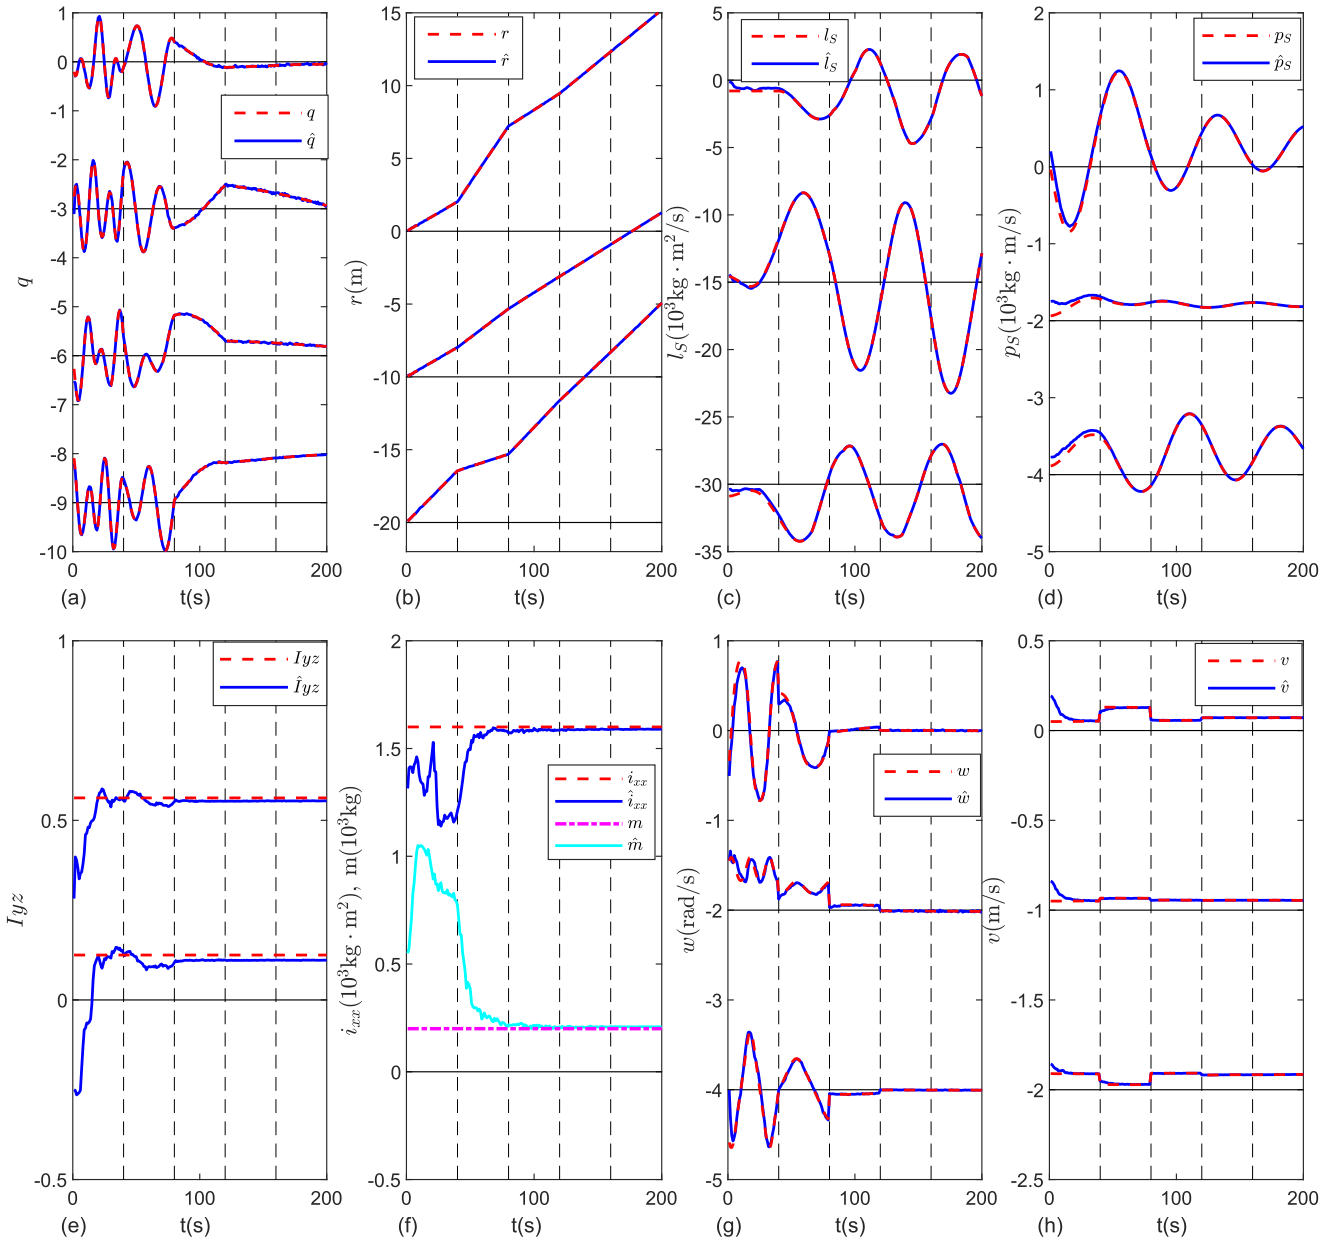 1
0
-1
-2
-3
-4
-5
-6
-7
-8
-9
-10
q
q
q̂
0
100
200
(a)
t(s)
15
10
5
0
-5
-10
-15
-20
r(m)
r
r̂
0
100
200
(b)
t(s)
5
0
-5
-10
-15
-20
-25
-30
-35
l_S(10³kg · m²/s)
l_S
l̂_S
0
100
200
(c)
t(s)
2
1
0
-1
-2
-3
-4
-5
p_S(10³kg · m/s)
p_S
p̂_S
0
100
200
(d)
t(s)
1
0.5
0
-0.5
Iyz
Iyz
Îyz
0
100
200
(e)
t(s)
2
1.5
1
0.5
0
-0.5
i_xx(10³kg · m²), m(10³kg)
i_xx
î_xx
m
m̂
0
100
200
(f)
t(s)
1
0
-1
-2
-3
-4
-5
w(rad/s)
w
ŵ
0
100
200
(g)
t(s)
0.5
0
-0.5
-1
-1.5
-2
-2.5
v(m/s)
v
v̂
0
100
200
(h)
t(s)